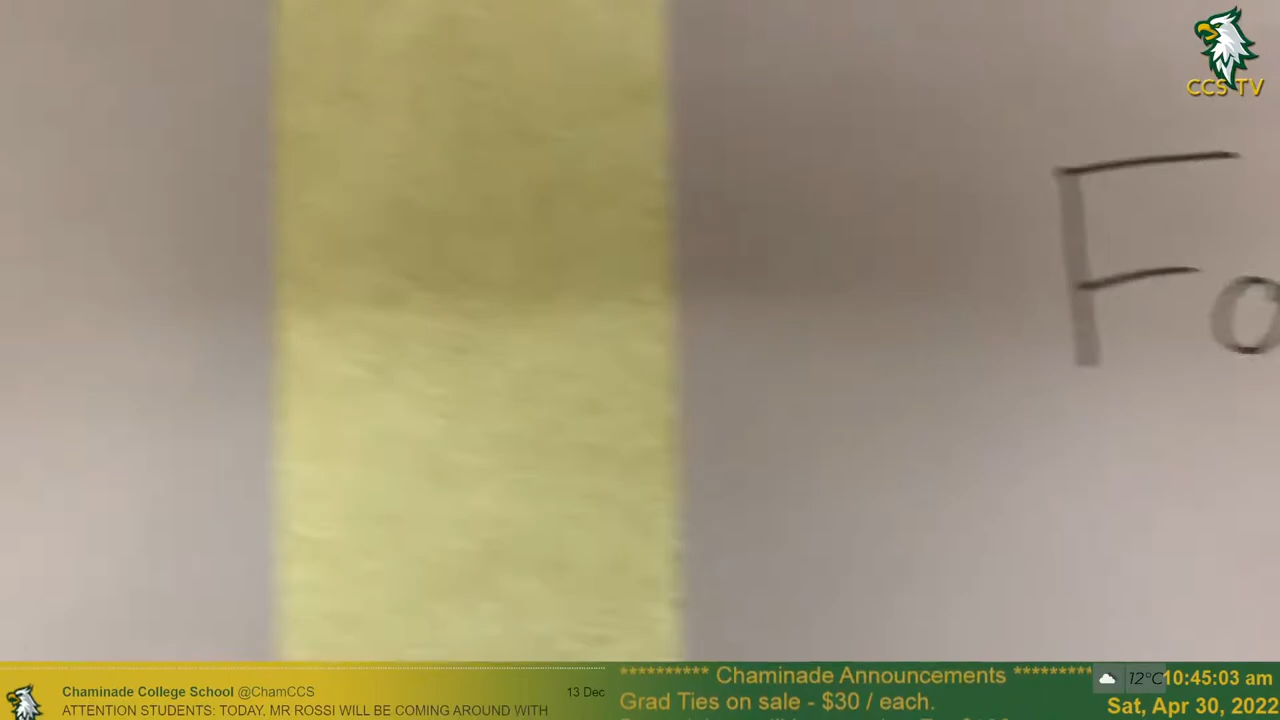 CCS TV
Fo
Chaminade College School @ChamCCS
13 Dec
ATTENTION STUDENTS: TODAY, MR ROSSI WILL BE COMING AROUND WITH
********** Chaminade Announcements *********
Grad Ties on sale - $30 / each.
12°C
10:45:03 am
Sat, Apr 30, 2022